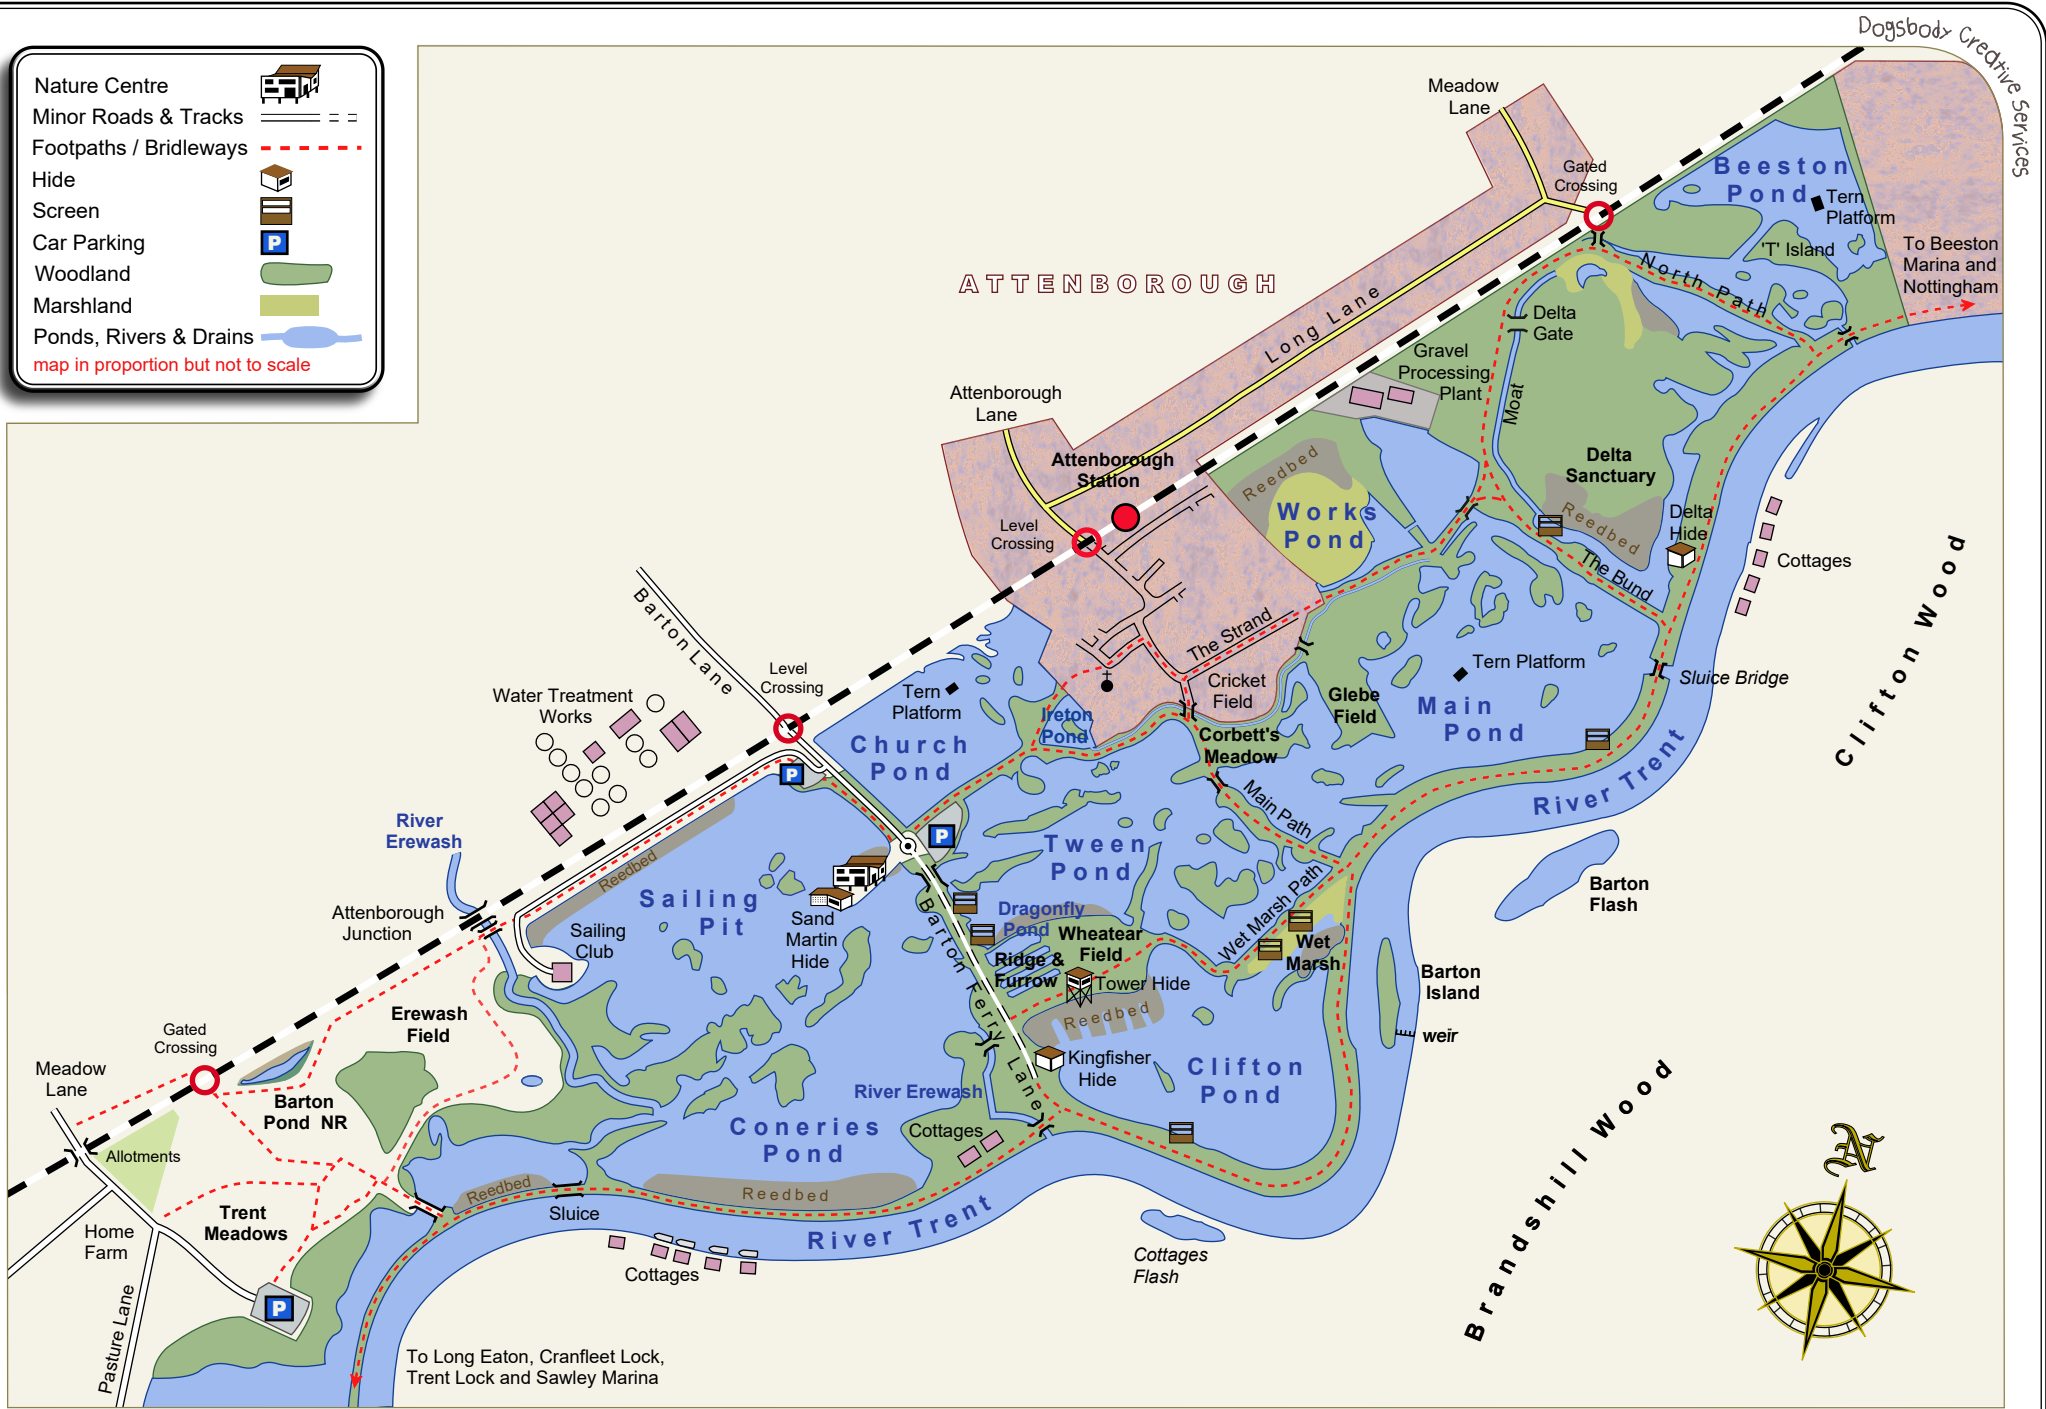 Dogsbody Creative Services
Nature Centre
Minor Roads & Tracks
Footpaths / Bridleways
Hide
Screen
Car Parking
P
Woodland
Marshland
Ponds, Rivers & Drains
map in proportion but not to scale
Meadow
Lane
Gated
Crossing
Beeston
Pond
Tern
Platform
'T' Island
To Beeston
Marina and
Nottingham
North Path
ATTENBOROUGH
Long Lane
Delta
Gate
Gravel
Processing
Plant
Moat
Attenborough
Lane
Attenborough
Station
Level
Crossing
Reedbed
Works
Pond
Delta
Sanctuary
Reedbed
Delta
Hide
The Bund
Cottages
Clifton Wood
Barton Lane
Level
Crossing
Water Treatment
Works
The Strand
Tern Platform
Sluice Bridge
Tern
Platform
Cricket
Field
Glebe
Field
Main
Pond
Ireton
Pond
Church
Pond
Corbett's
Meadow
P
Main Path
River Trent
River
Erewash
P
Tween
Pond
Reedbed
Sailing
Pit
Barton
Flash
Attenborough
Junction
Sailing
Club
Sand
Martin
Hide
Barton Ferry Lane
Dragonfly
Pond
Wheatear
Field
Ridge &
Furrow
Wet Marsh Path
Wet
Marsh
Tower Hide
Reedbed
Barton
Island
weir
Erewash
Field
Gated
Crossing
Kingfisher
Hide
Clifton
Pond
Meadow
Lane
Barton
Pond NR
River Erewash
Coneries
Pond
Cottages
Brandshill Wood
N
Allotments
Reedbed
Reedbed
Sluice
Trent
Meadows
Home
Farm
River Trent
Cottages
Cottages
Flash
P
Pasture Lane
To Long Eaton, Cranfleet Lock,
Trent Lock and Sawley Marina